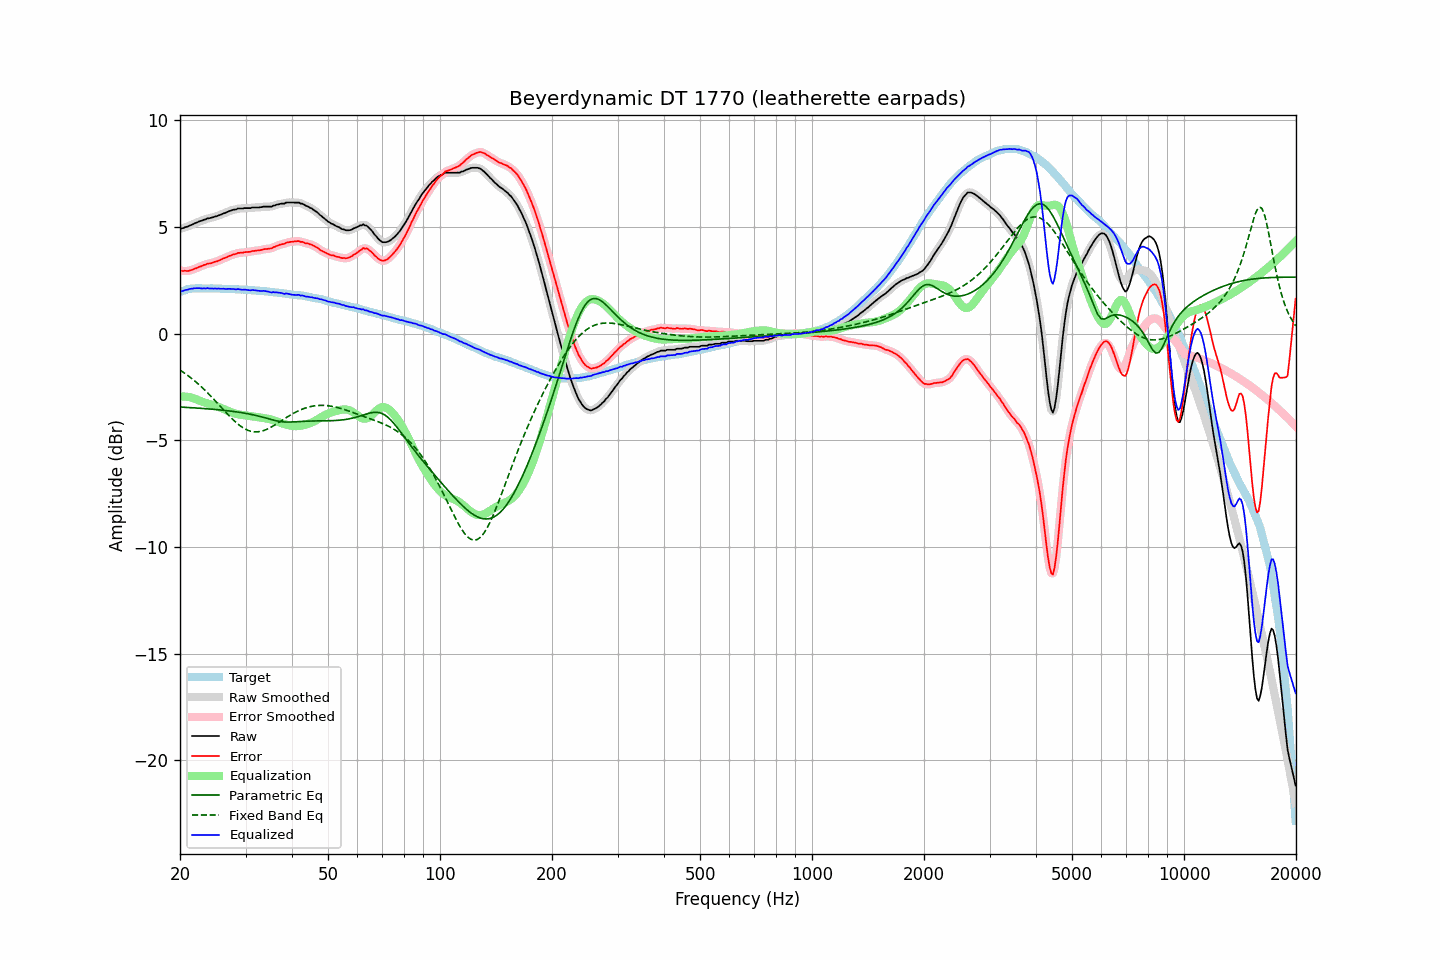 Beyerdynamic DT 1770 (leatherette earpads)
10
5
0
−5
−10
−15
−20
Amplitude (dBr)
Target
Raw Smoothed
Error Smoothed
Raw
Error
Equalization
Parametric Eq
Fixed Band Eq
Equalized
20 50 100 200 500 1000 2000 5000 10000 20000
Frequency (Hz)